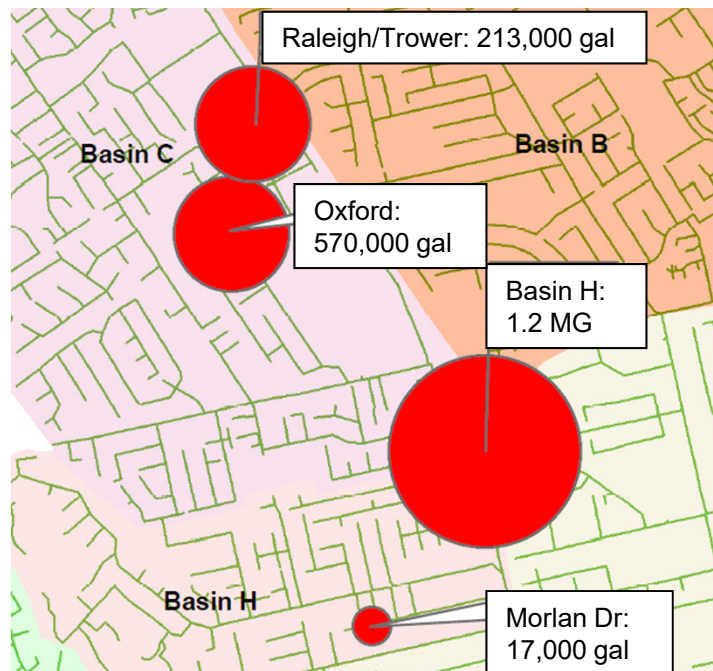 Raleigh/Trower: 213,000 gal
Basin C
Basin B
Oxford:
570,000 gal
Basin H:
1.2 MG
Basin H
Morlan Dr:
17,000 gal